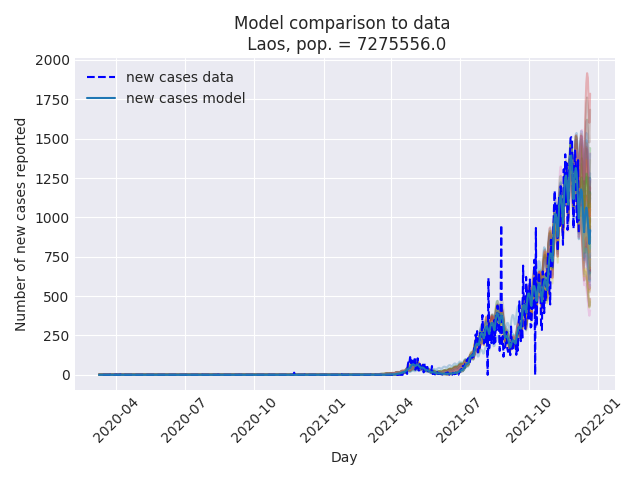 Model comparison to data
Laos, pop. = 7275556.0
2000
1750
1500
1250
1000
750
500
250
0
new cases data
new cases model
Number of new cases reported
2020-04
2020-07
2020-10
2021-01
2021-04
2021-07
2021-10
2022-01
Day